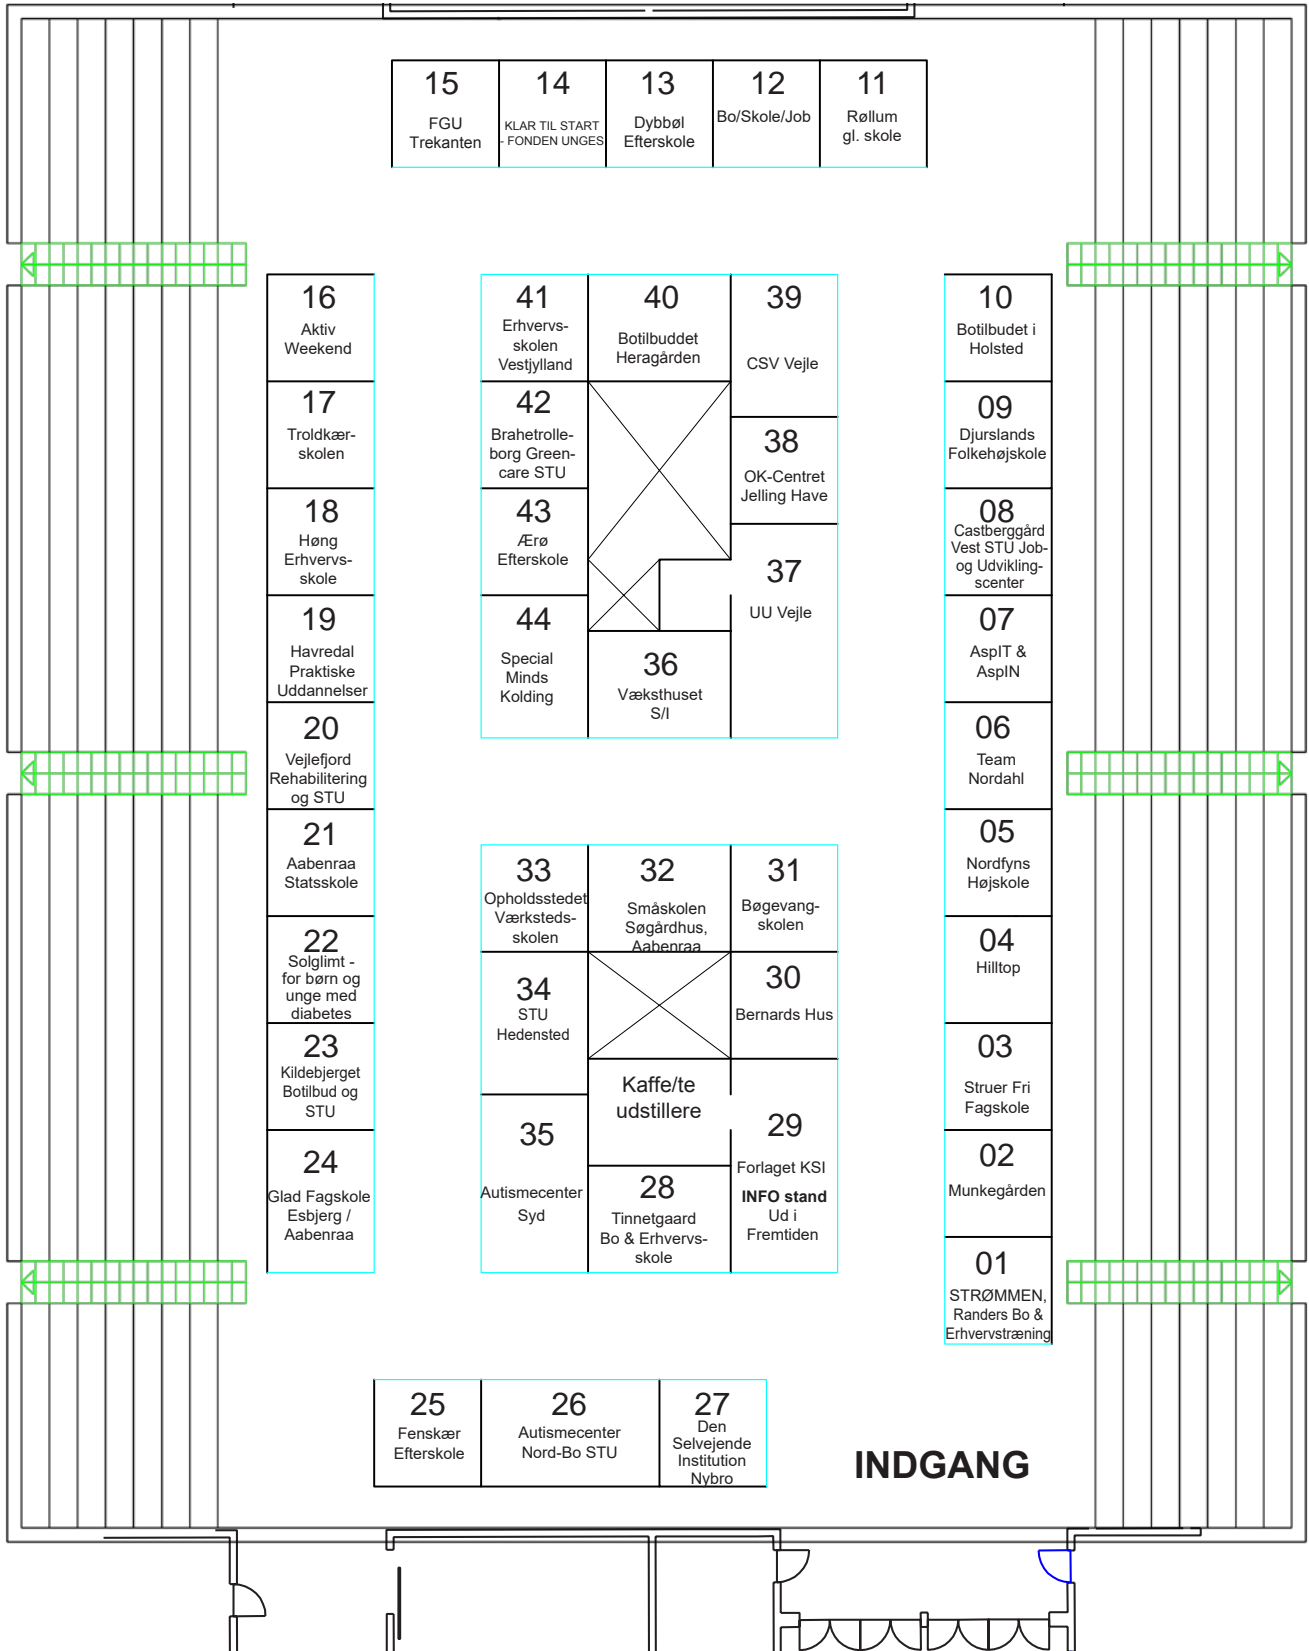 15
FGU
Trekanten
14
KLAR TIL START
- FONDEN UNGES
13
Dybbøl
Efterskole
12
Bo/Skole/Job
11
Røllum
gl. skole
16
Aktiv
Weekend
17
Troldkær-
skolen
18
Høng
Erhvervs-
skole
19
Havredal
Praktiske
Uddannelser
20
Vejlefjord
Rehabilitering
og STU
21
Aabenraa
Statsskole
22
Solglimt -
for børn og
unge med
diabetes
23
Kildebjerget
Botilbud og
STU
24
Glad Fagskole
Esbjerg /
Aabenraa
41
Erhvervs-
skolen
Vestjylland
42
Brahetrolle-
borg Green-
care STU
43
Ærø
Efterskole
44
Special
Minds
Kolding
40
Botilbuddet
Heragården
39
CSV Vejle
38
OK-Centret
Jelling Have
37
UU Vejle
36
Væksthuset
S/I
33
Opholdsstedet
Værksteds-
skolen
32
Småskolen
Søgårdhus,
Aabenraa
31
Bøgevang-
skolen
34
STU
Hedensted
30
Bernards Hus
Kaffe/te
udstillere
35
Autismecenter
Syd
28
Tinnetgaard
Bo & Erhvervs-
skole
29
Forlaget KSI
INFO stand
Ud i
Fremtiden
10
Botilbudet i
Holsted
09
Djurslands
Folkehøjskole
08
Castberggård
Vest STU Job-
og Udvikling-
scenter
07
AspIT &
AspIN
06
Team
Nordahl
05
Nordfyns
Højskole
04
Hilltop
03
Struer Fri
Fagskole
02
Munkegården
01
STRØMMEN,
Randers Bo &
Erhvervstræning
25
Fenskær
Efterskole
26
Autismecenter
Nord-Bo STU
27
Den
Selvejende
Institution
Nybro
INDGANG